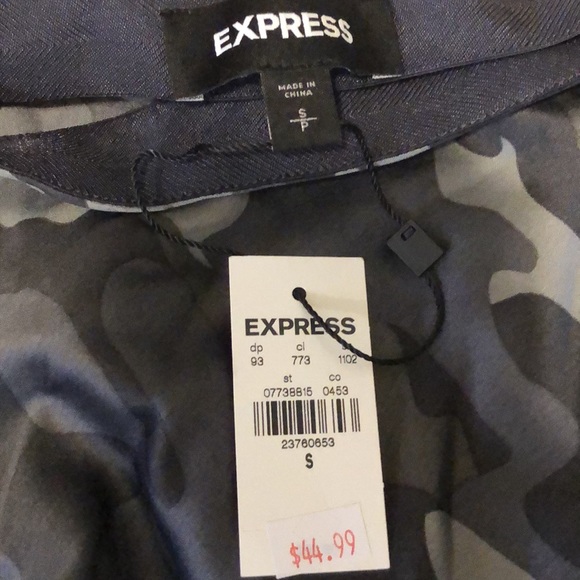 EXPRESS
MADE IN
CHINA
S
P
EXPRESS
dp cl
93 773 1102
st co
07738815 0453
23760653
S
$44.99